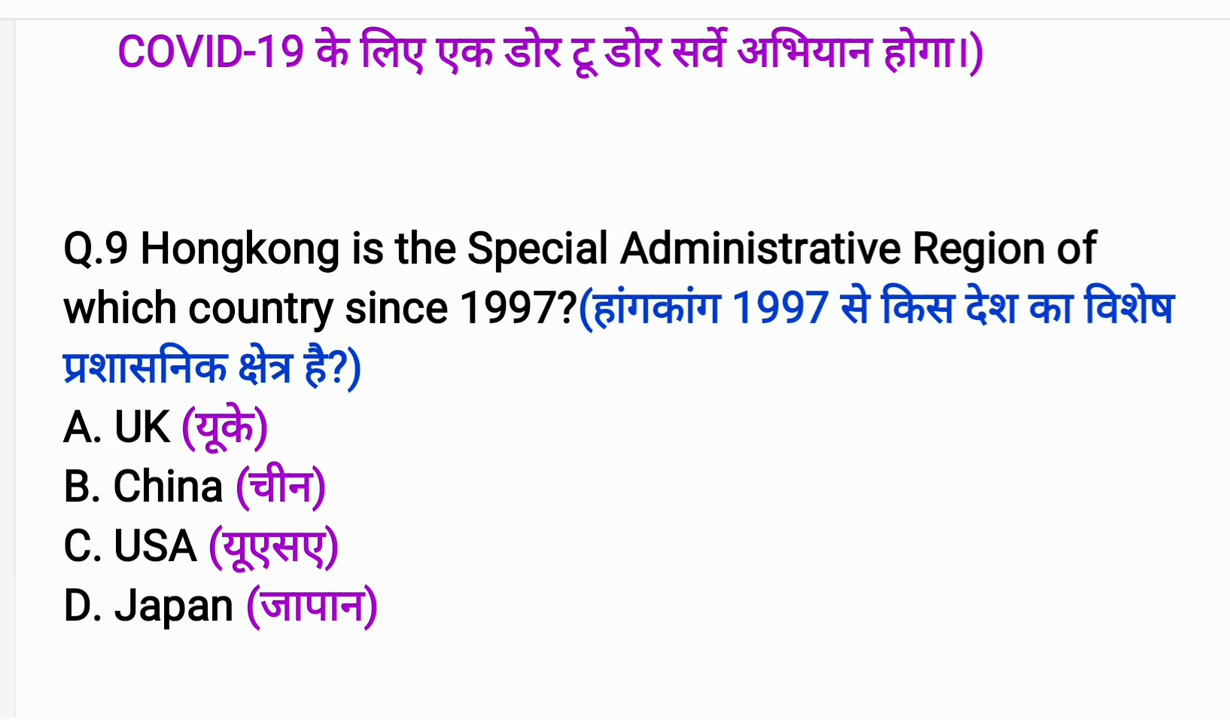 COVID-19 के लिए एक डोर टू डोर सर्वे अभियान होगा।)
Q.9 Hongkong is the Special Administrative Region of
which country since 1997?(हांगकांग 1997 से किस देश का विशेष
प्रशासनिक क्षेत्र है?)
A. UK (यूके)
B. China (चीन)
C. USA (यूएसए)
D. Japan (जापान)